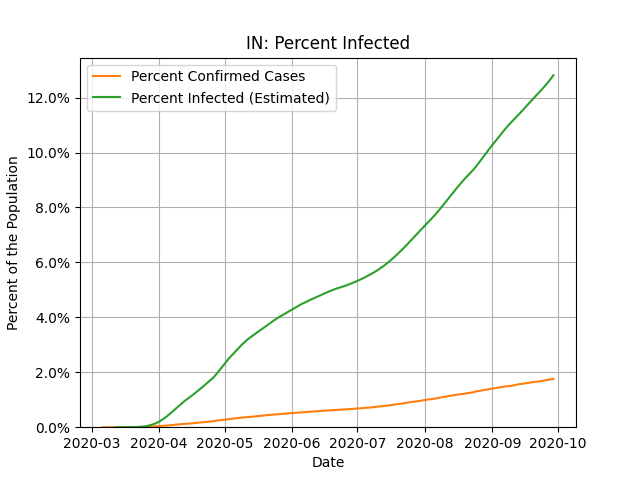 IN: Percent Infected
Percent Confirmed Cases
Percent Infected (Estimated)
12.0%
10.0%
8.0%
6.0%
4.0%
2.0%
0.0%
Percent of the Population
2020-03 2020-04 2020-05 2020-06 2020-07 2020-08 2020-09 2020-10
Date